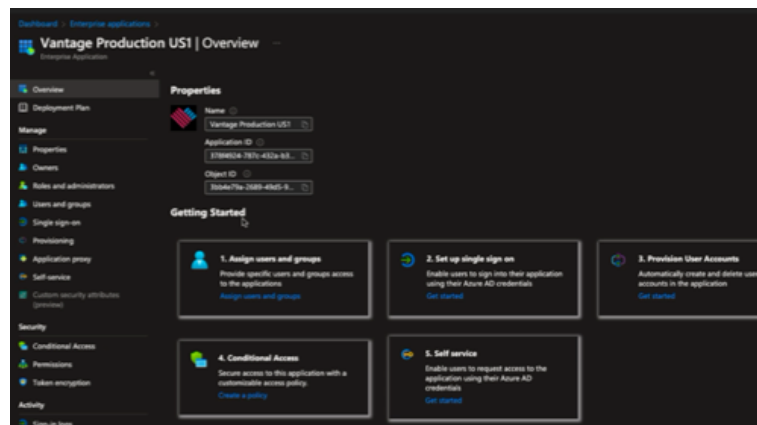 Dashboard > Enterprise applications >
Vantage Production US1 | Overview ...
Enterprise Application
«
Overview
Deployment Plan
Manage
Properties
Owners
Roles and administrators
Users and groups
Single sign-on
Provisioning
Application proxy
Self-service
Custom security attributes
(preview)
Security
Conditional Access
Permissions
Token encryption
Activity
Sign-in logs
Properties
Name
Vantage Production US1
Application ID
Object ID
Getting Started
1. Assign users and groups
Provide specific users and groups access
to the applications
Assign users and groups
2. Set up single sign on
Enable users to sign into their application
using their Azure AD credentials
Get started
3. Provision User Accounts
Automatically create and delete user
accounts in the application
Get started
4. Conditional Access
Secure access to this application with a
customizable access policy.
Create a policy
5. Self service
Enable users to request access to the
application using their Azure AD
credentials
Get started